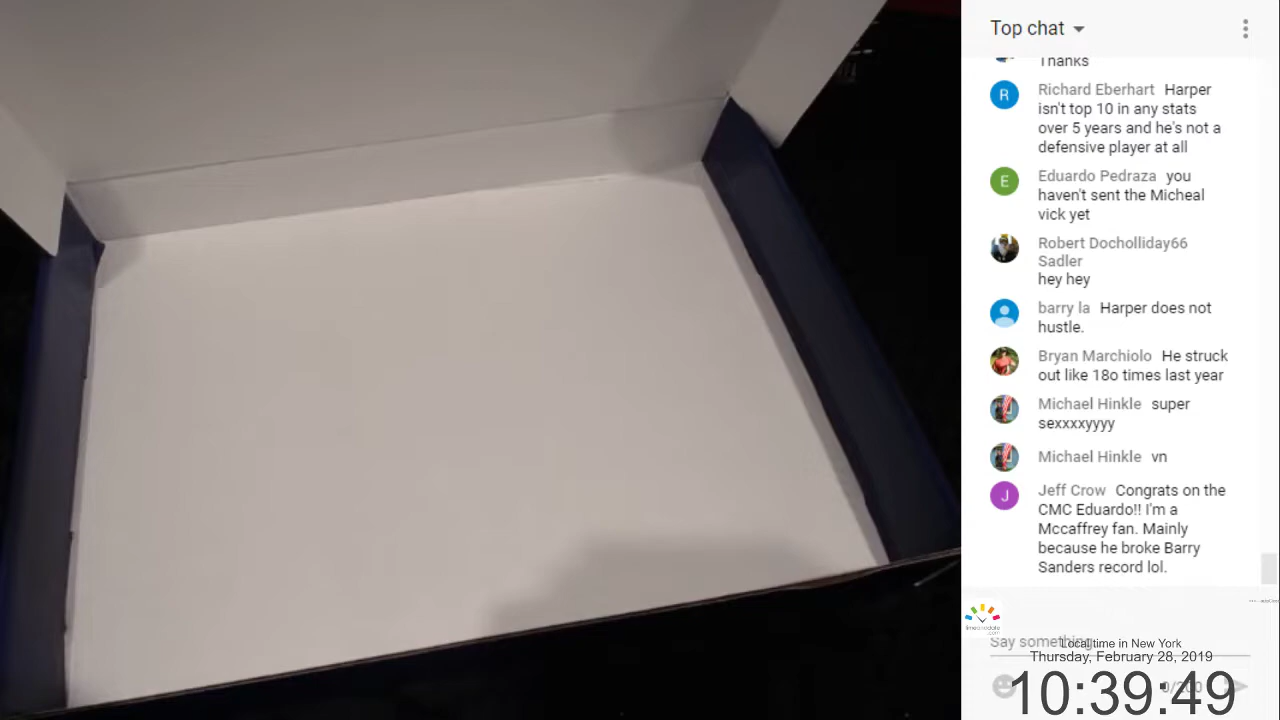 Top chat
Thanks
Richard Eberhart Harper
isn't top 10 in any stats
over 5 years and he's not a
defensive player at all
Eduardo Pedraza you
haven't sent the Micheal
vick yet
Robert Docholliday66
Sadler
hey hey
barry la Harper does not
hustle.
Bryan Marchiolo He struck
out like 18o times last year
Michael Hinkle super
sexxxxyyyy
Michael Hinkle vn
Jeff Crow Congrats on the
CMC Eduardo!! I'm a
Mccaffrey fan. Mainly
because he broke Barry
Sanders record lol.
Say something...
Local time in New York
Thursday, February 28, 2019
10:39:49